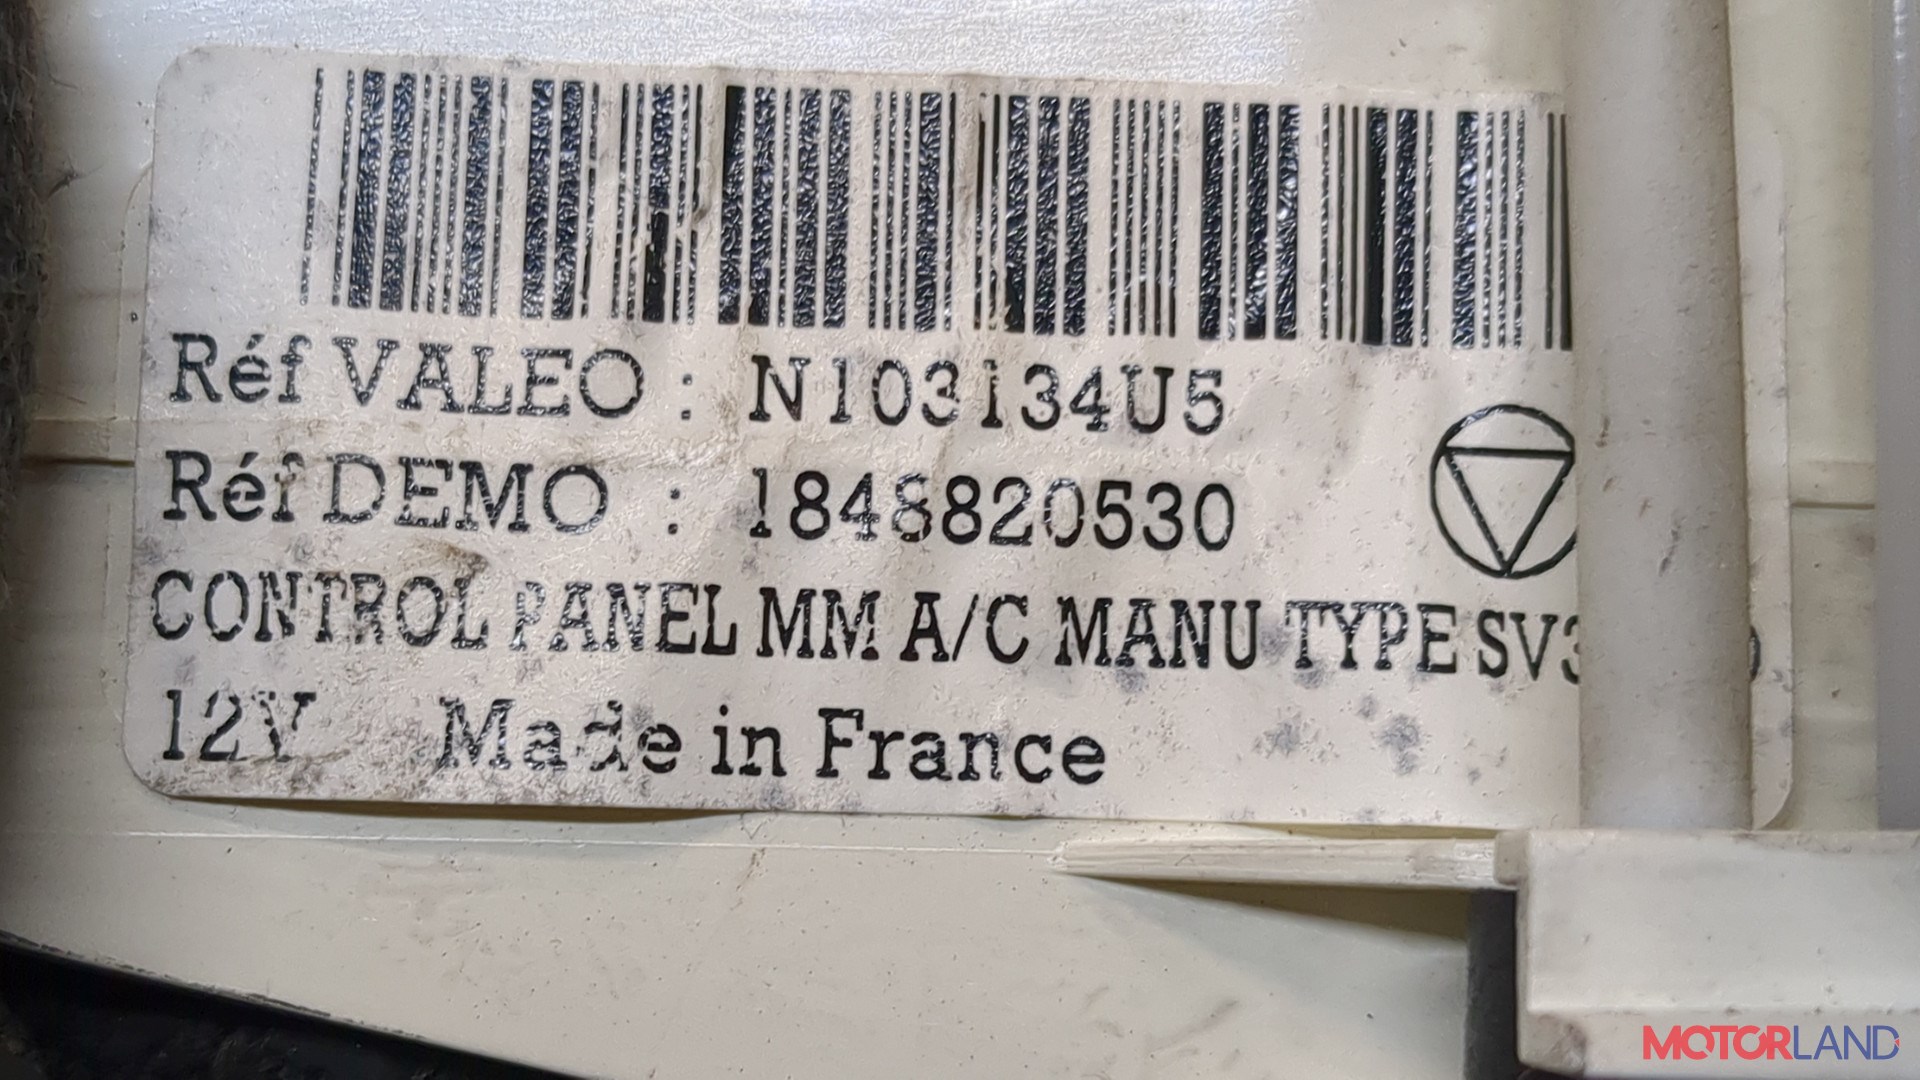 Réf VALEO : N103134U5
Réf DEMO : 1848820530
CONTROL PANEL MM A/C MANU TYPE SV3
12V Made in France
MOTORLAND